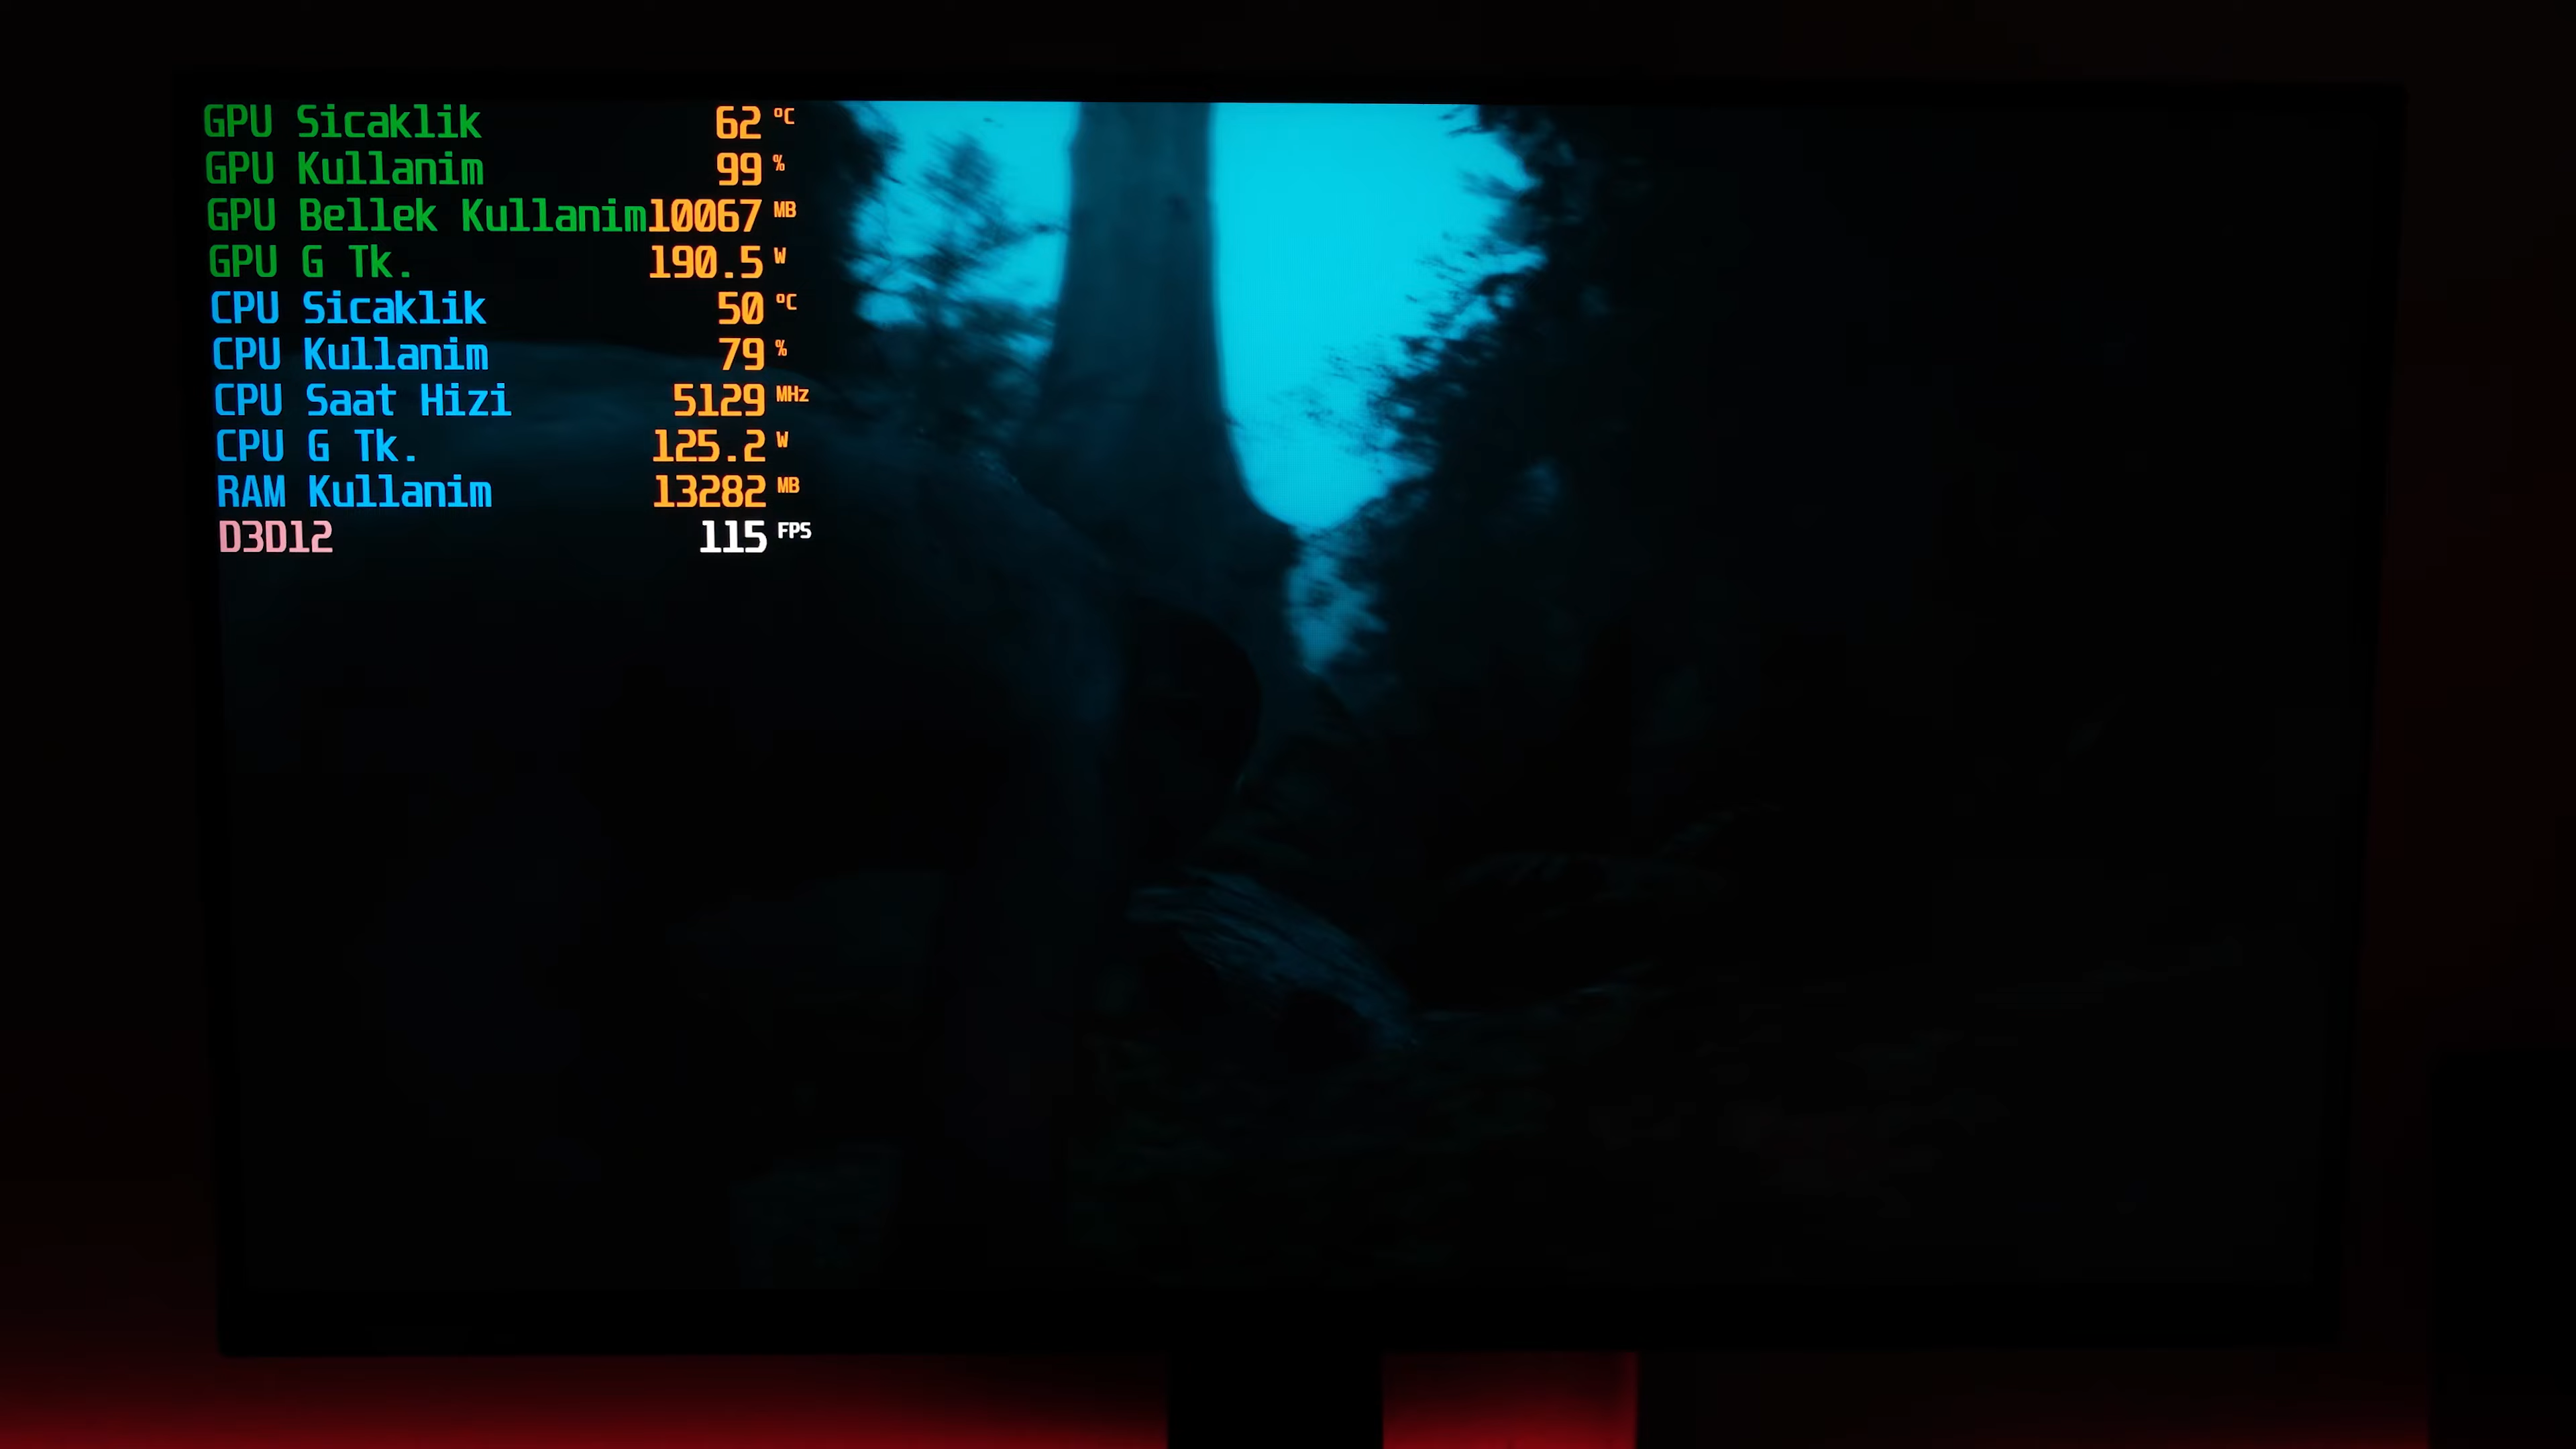 GPU Sicaklik 62 °C
GPU Kullanim 99 %
GPU Bellek Kullanim 10067 MB
GPU G Tk. 190.5 W
CPU Sicaklik 50 °C
CPU Kullanim 79 %
CPU Saat Hizi 5129 MHz
CPU G Tk. 125.2 W
RAM Kullanim 13282 MB
D3D12 115 FPS